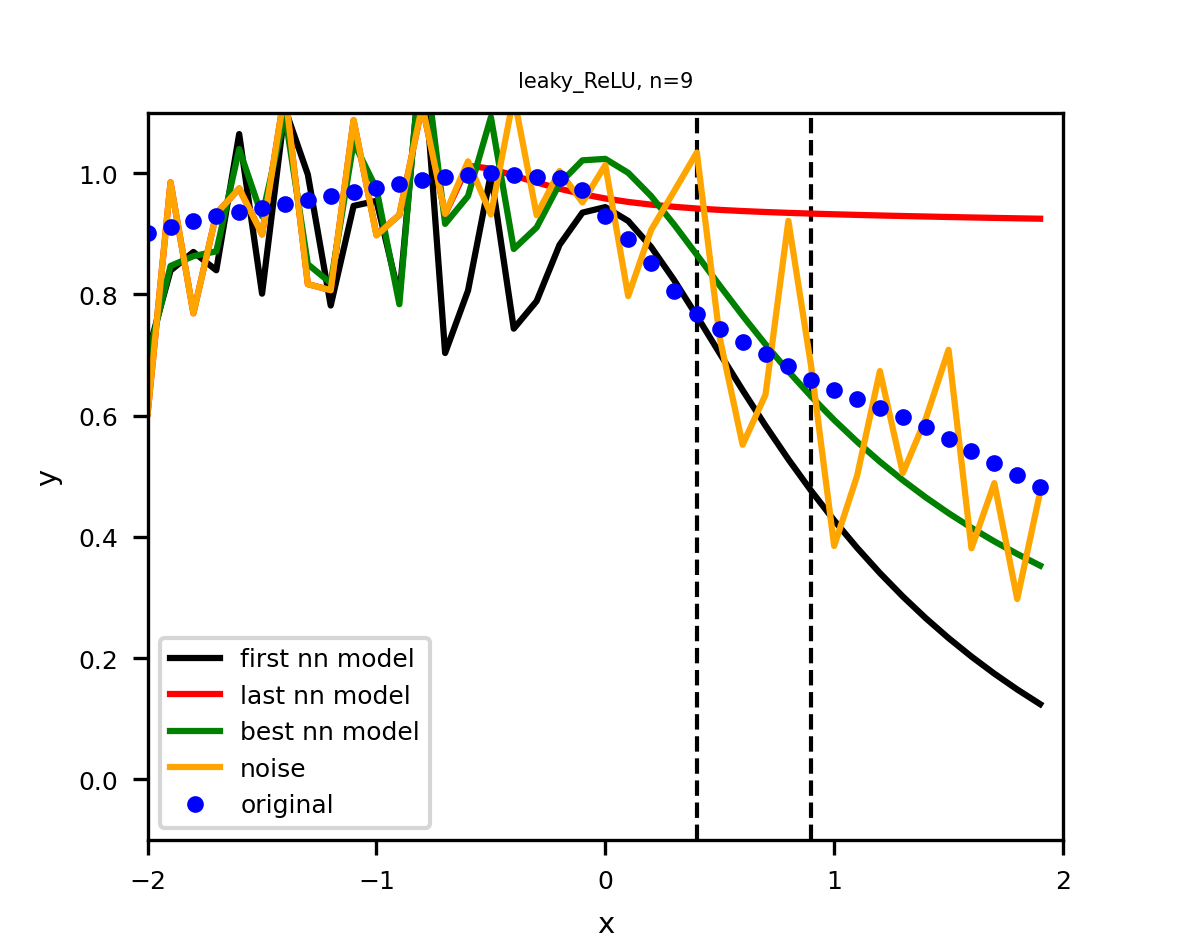 leaky_ReLU, n=9
1.0
0.8
0.6
0.4
0.2
0.0
y
first nn model
last nn model
best nn model
noise
original
−2
−1
0
1
2
x